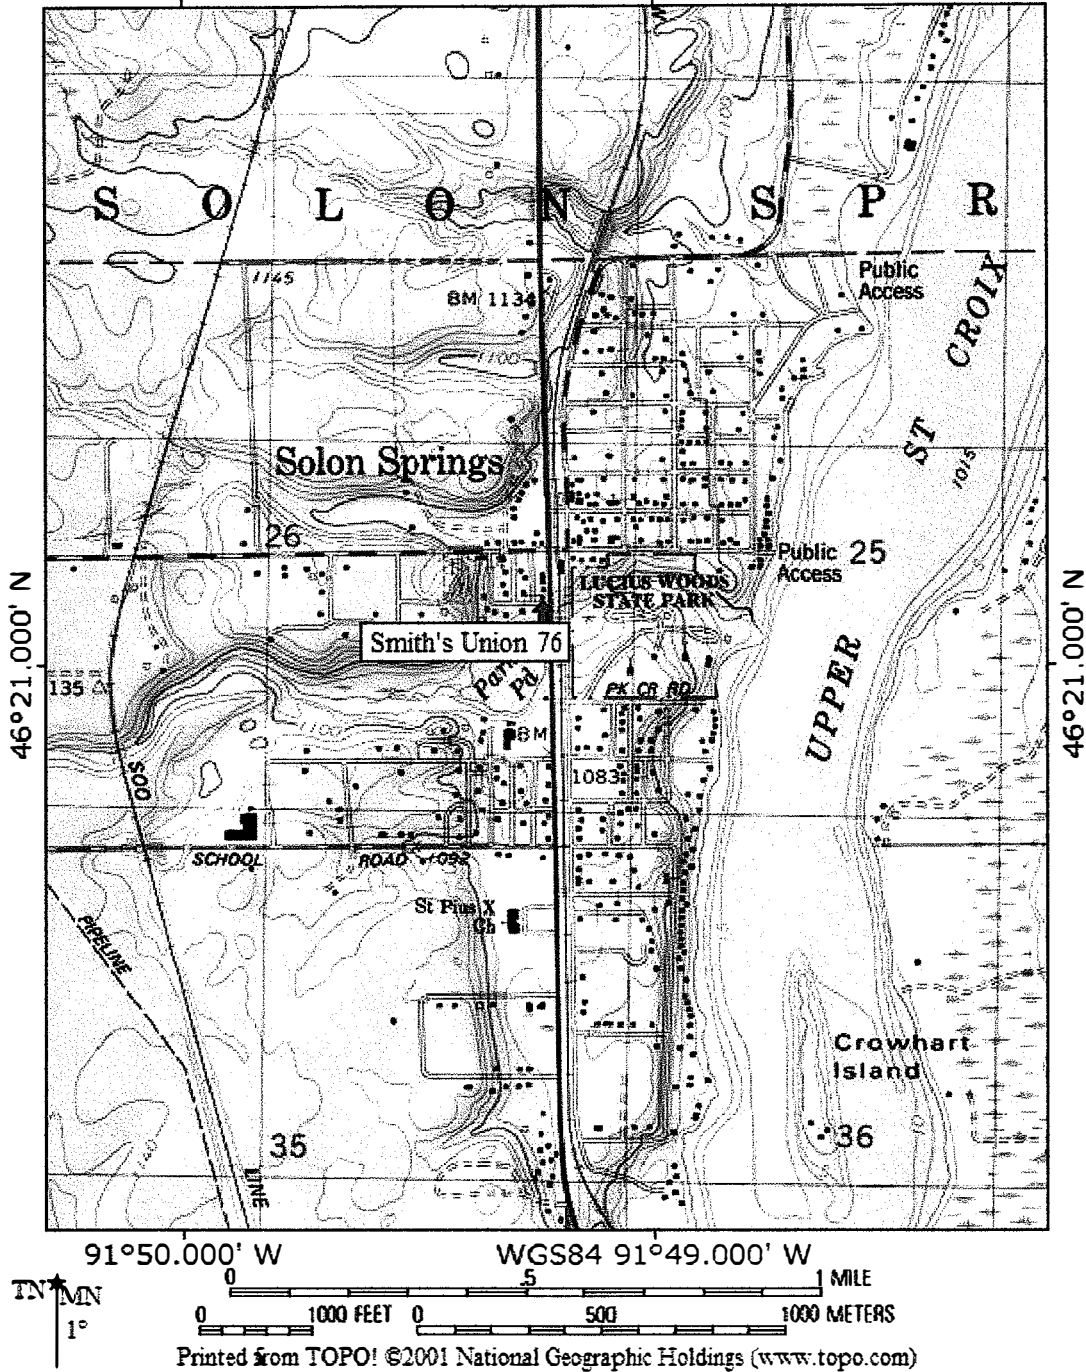 S O L O N S P R
1145
BM 1134
Public
Access
ST CROIX
1100
Solon Springs
1015
26
Public
Access
25
LUCIUS WOODS
STATE PARK
46°21.000' N
46°21.000' N
Smith's Union 76
UPPER
Park
Pd
135
PK CR RD
BM
1083
SOO
SCHOOL ROAD 1092
St Pius X
Ch
PIPELINE
Crowhart
Island
35
36
LINE
91°50.000' W WGS84 91°49.000' W
TN MN
1°
0 .5 1 MILE
0 1000 FEET 0 500 1000 METERS
Printed from TOPO! ©2001 National Geographic Holdings (www.topo.com)